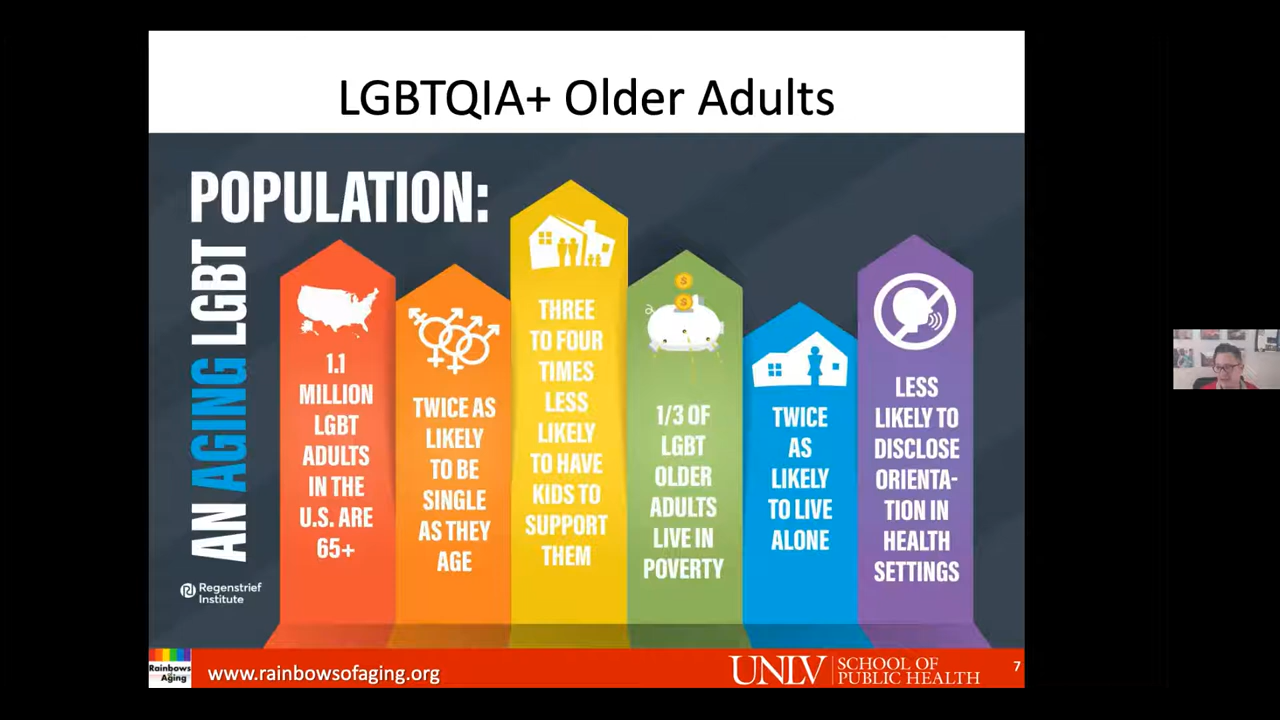 LGBTQIA+ Older Adults
AN AGING LGBT
POPULATION:
1.1
MILLION
LGBT
ADULTS
IN THE
U.S. ARE
65+
TWICE AS
LIKELY
TO BE
SINGLE
AS THEY
AGE
THREE
TO FOUR
TIMES
LESS
LIKELY
TO HAVE
KIDS TO
SUPPORT
THEM
$
$
1/3 OF
LGBT
OLDER
ADULTS
LIVE IN
POVERTY
TWICE
AS
LIKELY
TO LIVE
ALONE
LESS
LIKELY TO
DISCLOSE
ORIENTA-
TION IN
HEALTH
SETTINGS
Regenstrief
Institute
Rainbows
Aging
www.rainbowsofaging.org
UNLV
SCHOOL OF
PUBLIC HEALTH
7